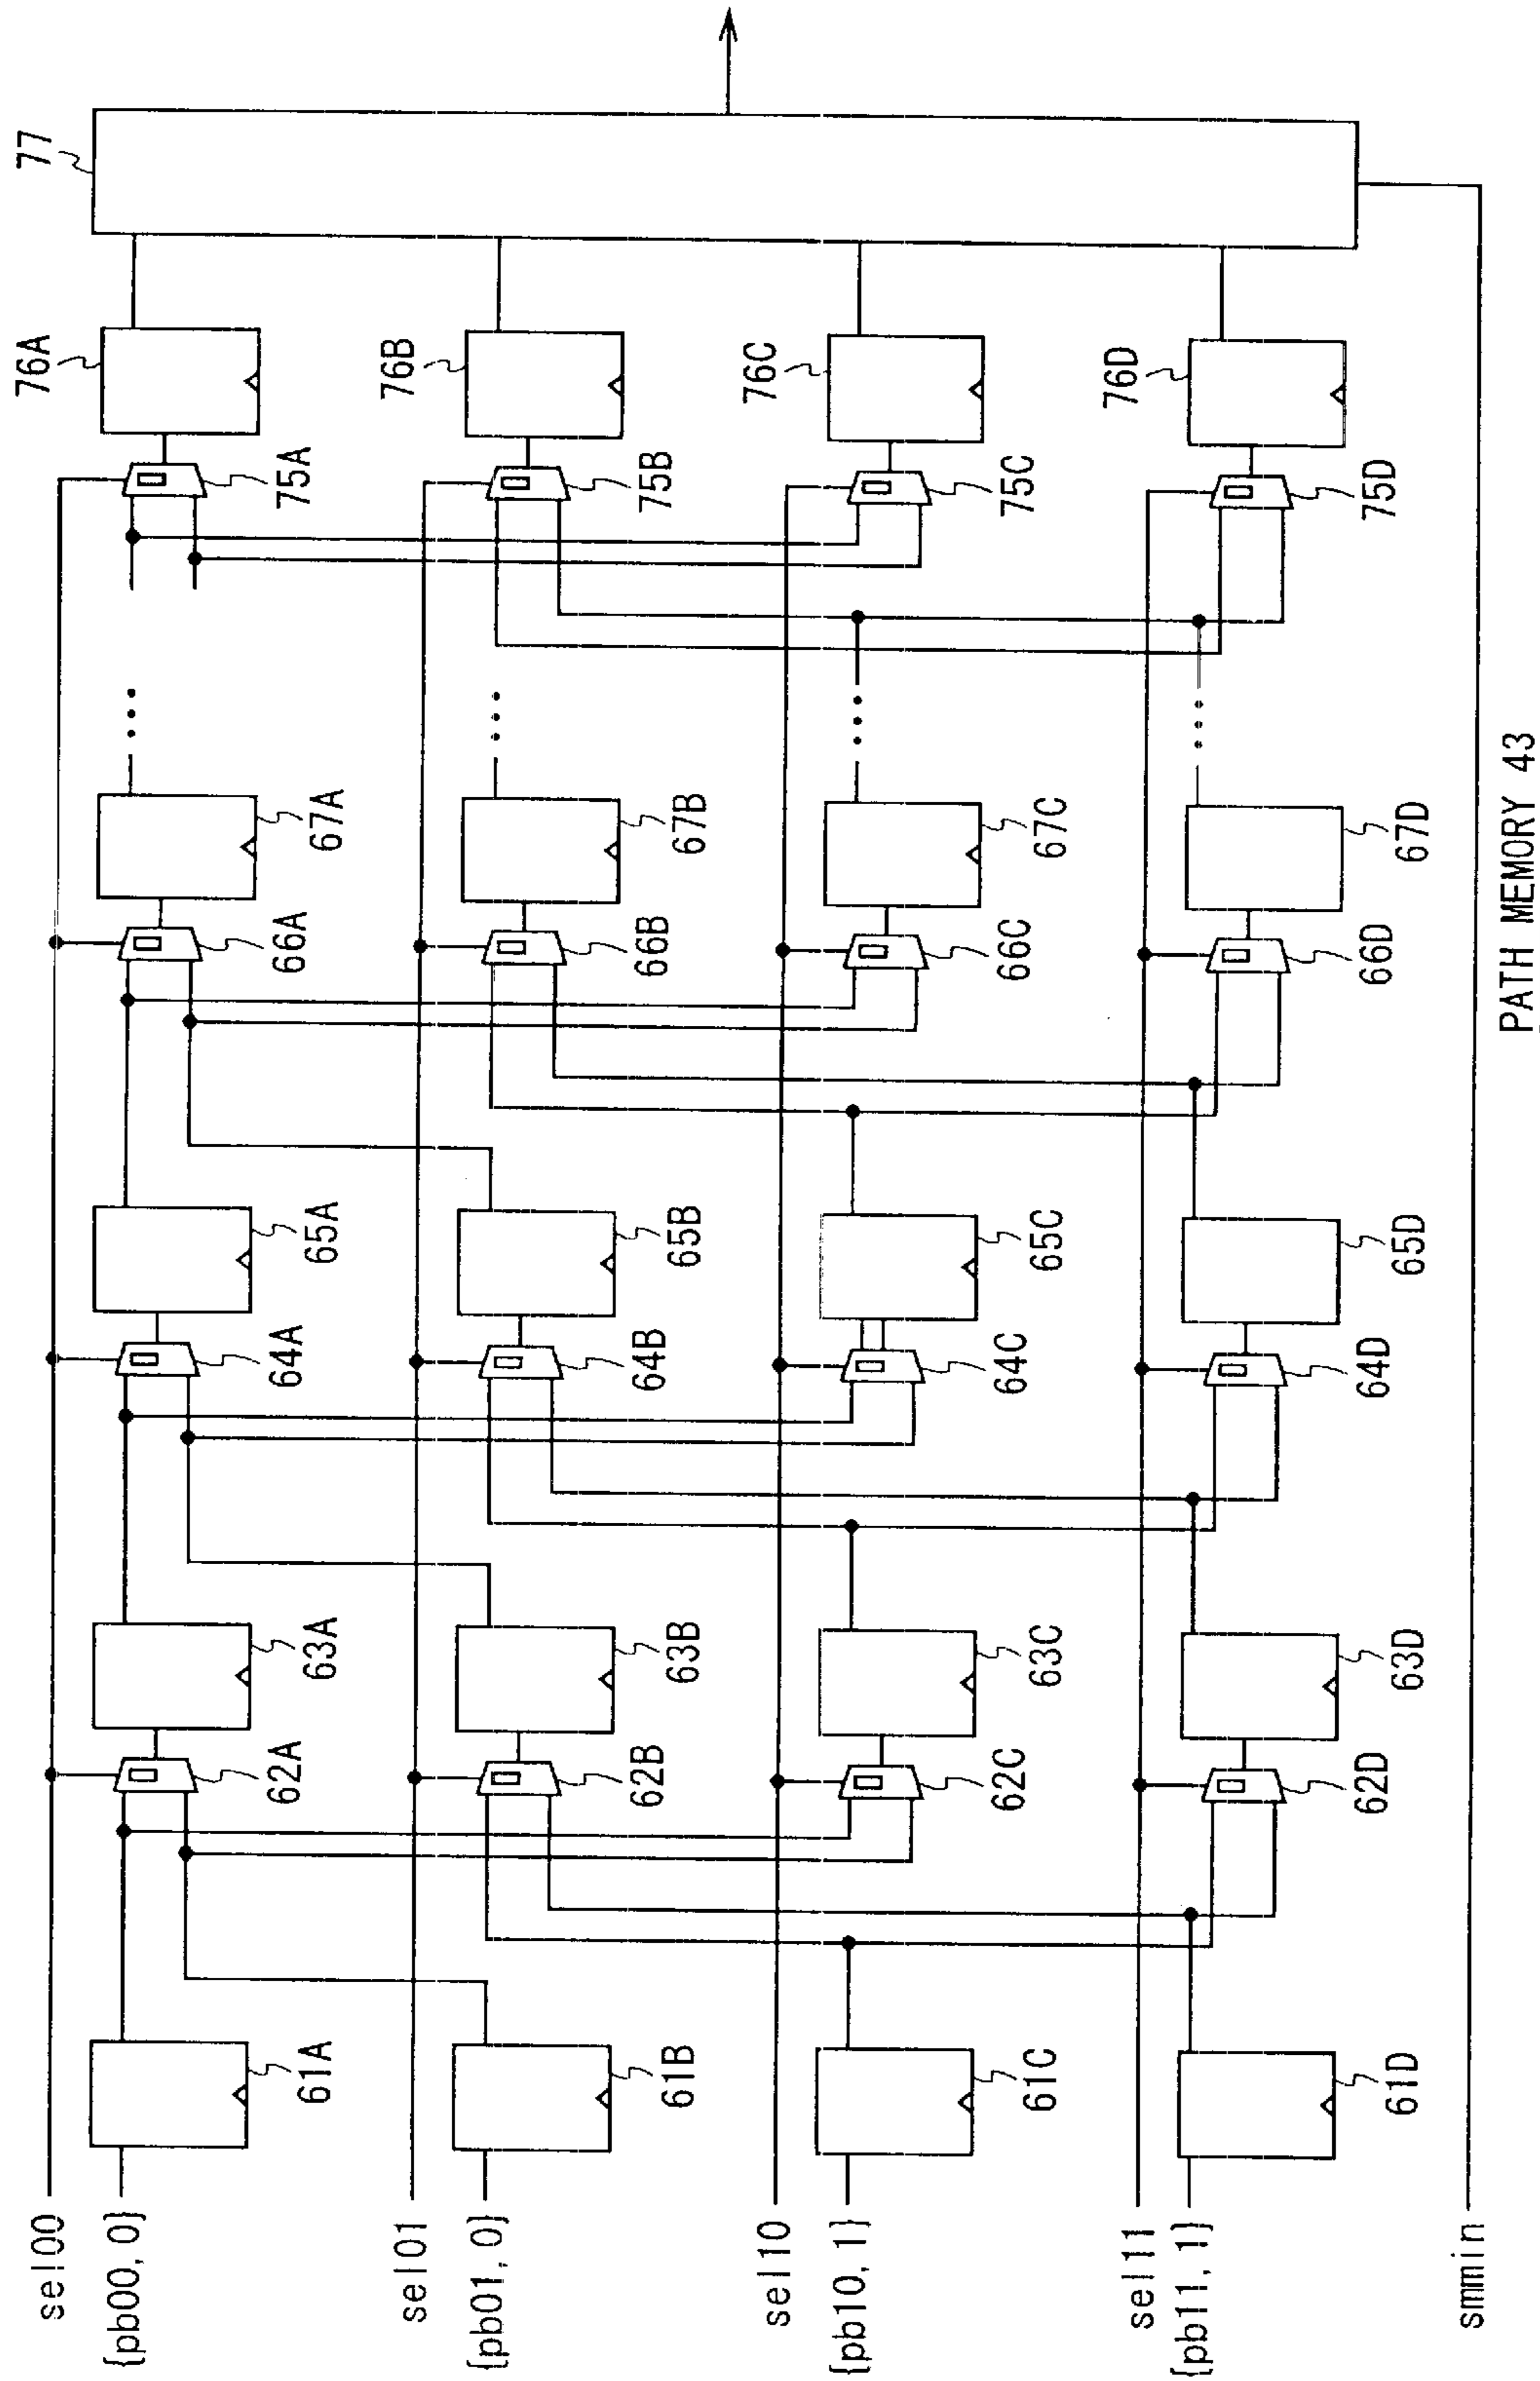 sel00
{pb00,0}
61A
62A
63A
64A
65A
66A
67A
75A
76A
77
sel01
{pb01,0}
61B
62B
63B
64B
65B
66B
67B
75B
76B
sel10
{pb10,1}
61C
62C
63C
64C
65C
66C
67C
75C
76C
sel11
{pb11,1}
61D
62D
63D
64D
65D
66D
67D
75D
76D
smmin
PATH MEMORY 43